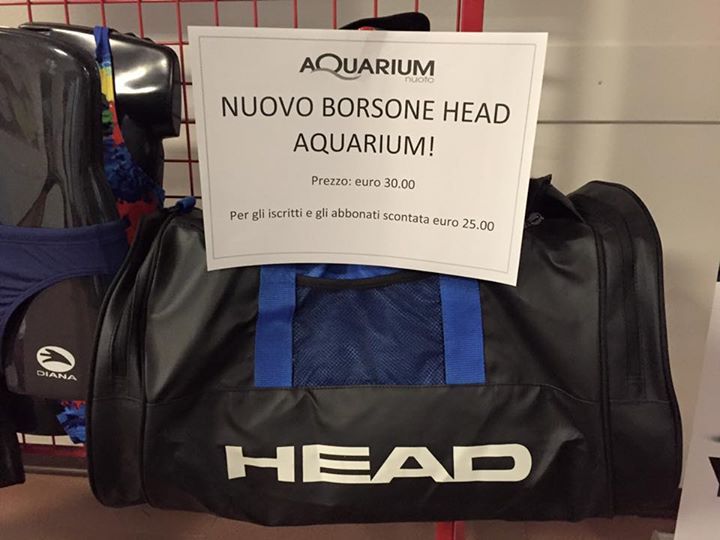 AQUARIUM
nuoto
NUOVO BORSONE HEAD
AQUARIUM!
Prezzo: euro 30.00
Per gli iscritti e gli abbonati scontata euro 25.00
DIANA
HEAD